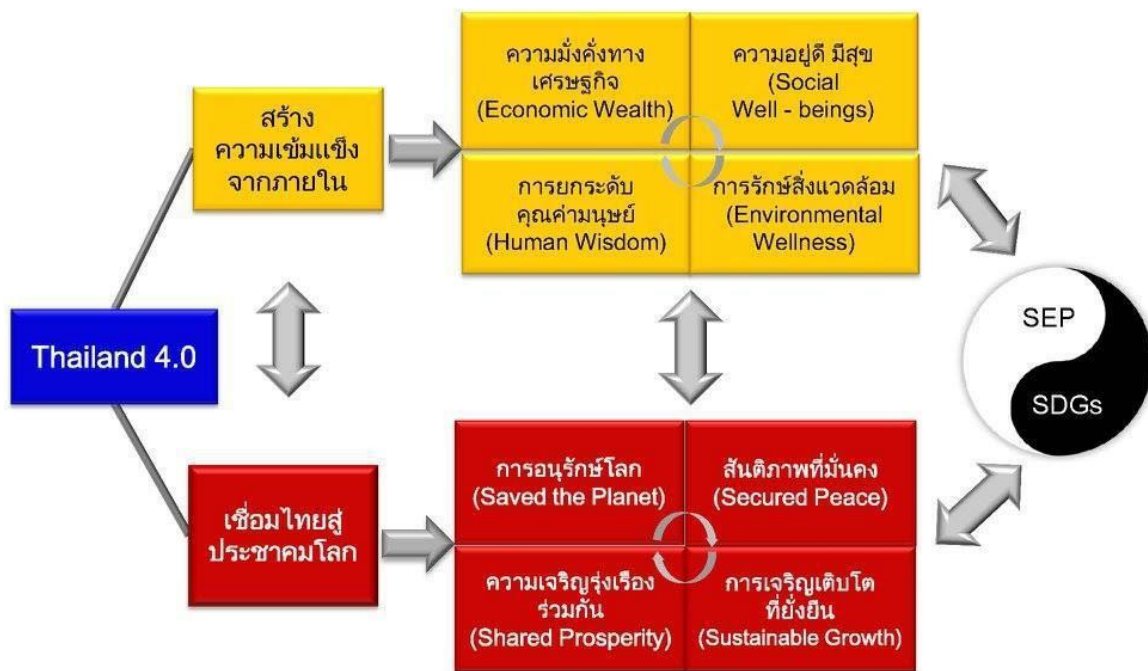 ความมั่งคั่งทาง
เศรษฐกิจ
(Economic Wealth)
ความอยู่ดี มีสุข
(Social
Well - beings)
สร้าง
ความเข้มแข็ง
จากภายใน
การยกระดับ
คุณค่ามนุษย์
(Human Wisdom)
การรักษ์สิ่งแวดล้อม
(Environmental
Wellness)
Thailand 4.0
SEP
SDGs
เชื่อมไทยสู่
ประชาคมโลก
การอนุรักษ์โลก
(Saved the Planet)
สันติภาพที่มั่นคง
(Secured Peace)
ความเจริญรุ่งเรือง
ร่วมกัน
(Shared Prosperity)
การเจริญเติบโต
ที่ยั่งยืน
(Sustainable Growth)